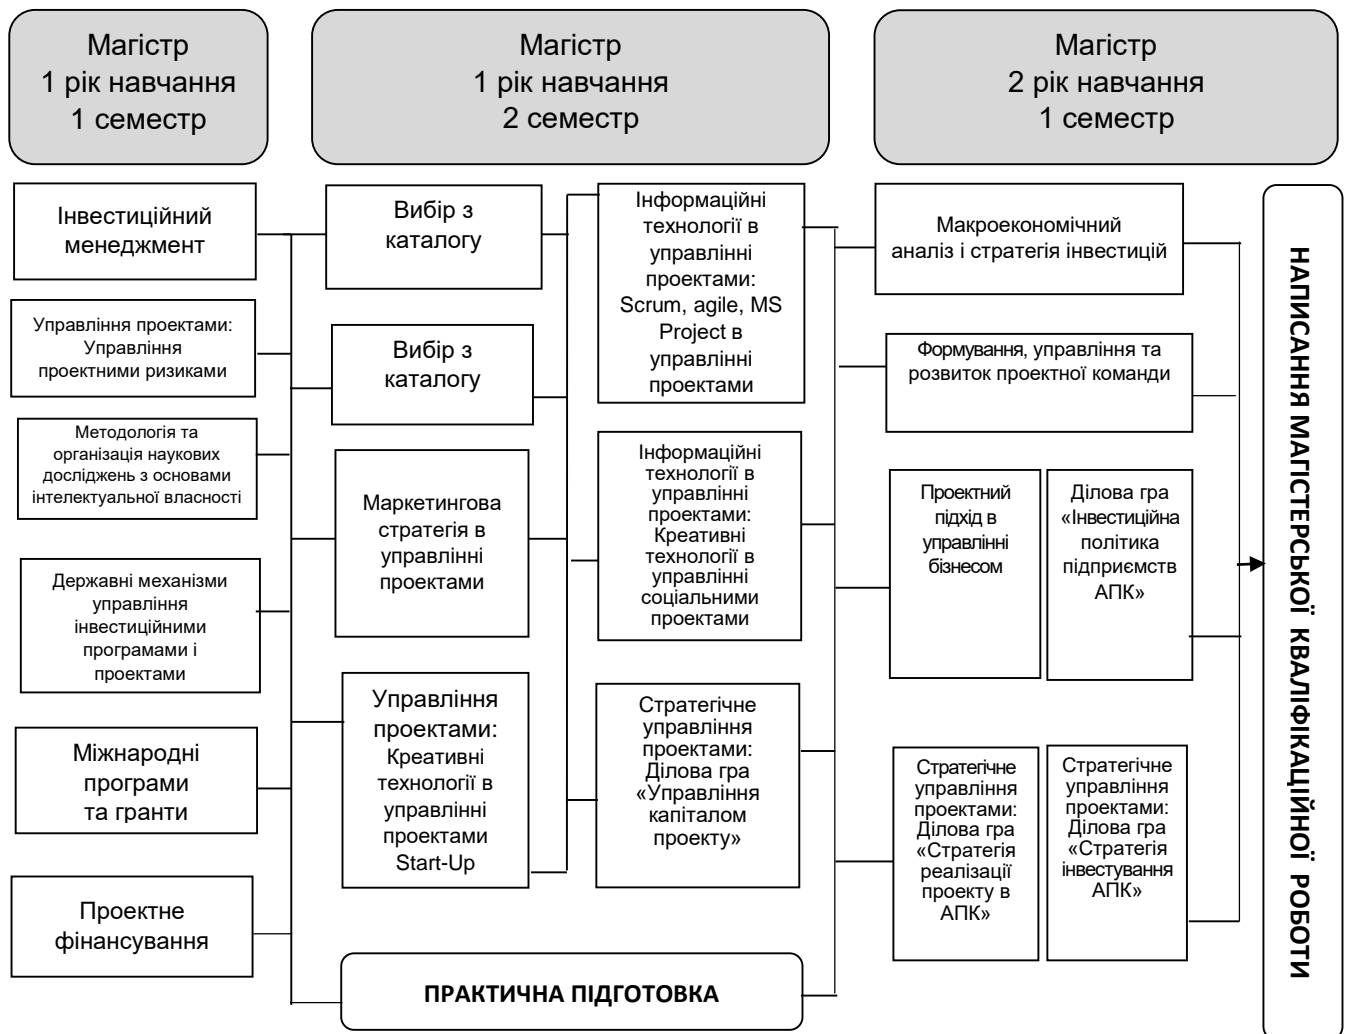 Магістр
1 рік навчання
1 семестр
Магістр
1 рік навчання
2 семестр
Магістр
2 рік навчання
1 семестр
Інвестиційний
менеджмент
Управління проектами:
Управління
проектними ризиками
Методологія та
організація наукових
досліджень з основами
інтелектуальної власності
Державні механізми
управління
інвестиційними
програмами і
проектами
Міжнародні
програми
та гранти
Проектне
фінансування
Вибір з
каталогу
Вибір з
каталогу
Маркетингова
стратегія в
управлінні
проектами
Управління
проектами:
Креативні
технології в
управлінні
проектами
Start-Up
Інформаційні
технології в
управлінні
проектами:
Scrum, agile, MS
Project в
управлінні
проектами
Інформаційні
технології в
управлінні
проектами:
Креативні
технології в
управлінні
соціальними
проектами
Стратегічне
управління
проектами:
Ділова гра
«Управління
капіталом
проекту»
ПРАКТИЧНА ПІДГОТОВКА
Макроекономічний
аналіз і стратегія інвестицій
Формування, управління та
розвиток проектної команди
Проектний
підхід в
управлінні
бізнесом
Ділова гра
«Інвестиційна
політика
підприємств
АПК»
Стратегічне
управління
проектами:
Ділова гра
«Стратегія
реалізації
проекту в
АПК»
Стратегічне
управління
проектами:
Ділова гра
«Стратегія
інвестування
АПК»
НАПИСАННЯ МАГІСТЕРСЬКОЇ КВАЛІФІКАЦІЙНОЇ РОБОТИ